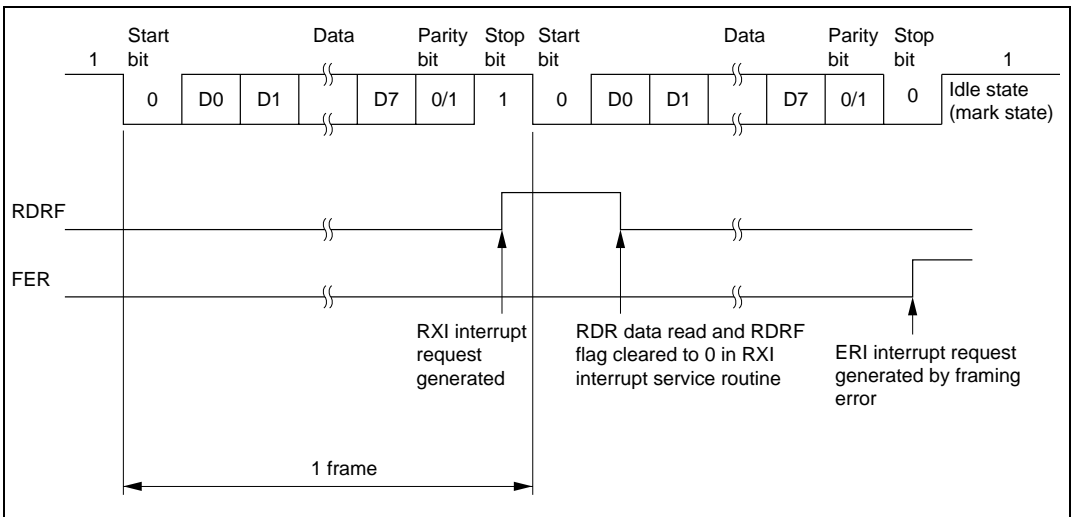 Start Data Parity Stop Start Data Parity Stop
1 bit bit bit bit bit bit 1
0 D0 D1 D7 0/1 1 0 D0 D1 D7 0/1 0 Idle state
(mark state)
RDRF
FER
RXI interrupt
request
generated
RDR data read and RDRF
flag cleared to 0 in RXI
interrupt service routine
ERI interrupt request
generated by framing
error
1 frame